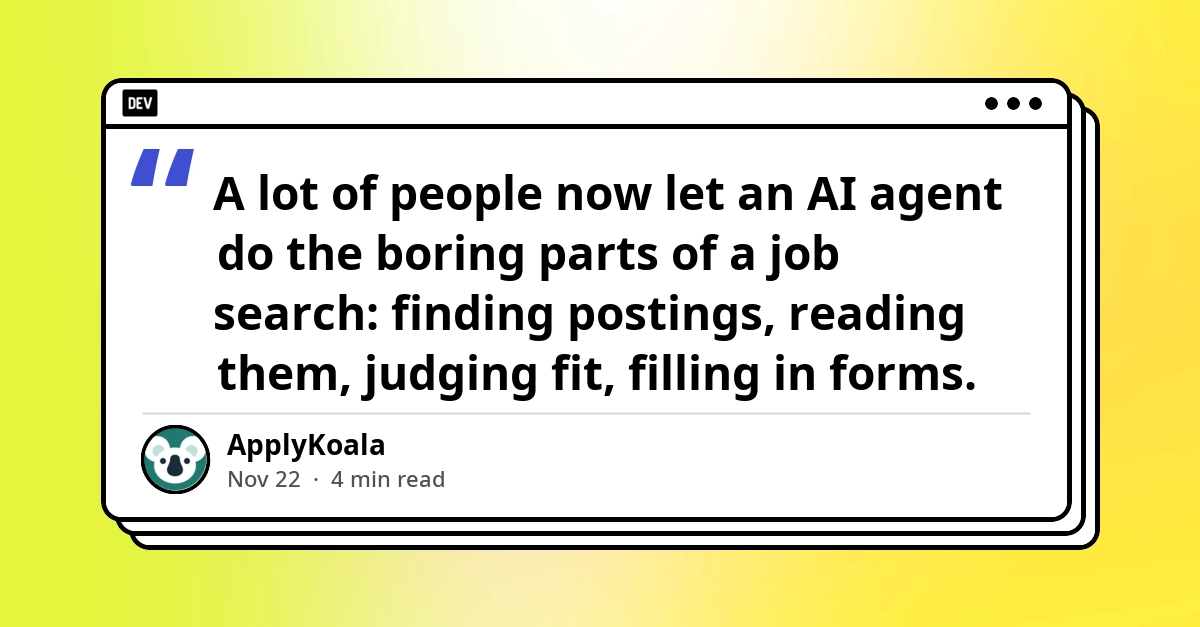 DEV
“ A lot of people now let an AI agent
do the boring parts of a job
search: finding postings, reading
them, judging fit, filling in forms.
ApplyKoala
Nov 22 · 4 min read